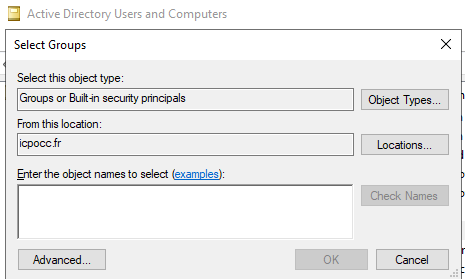 Active Directory Users and Computers
Select Groups
Select this object type:
Groups or Built-in security principals
Object Types...
From this location:
icpocc.fr
Locations...
Enter the object names to select (examples):
Check Names
Advanced...
OK
Cancel